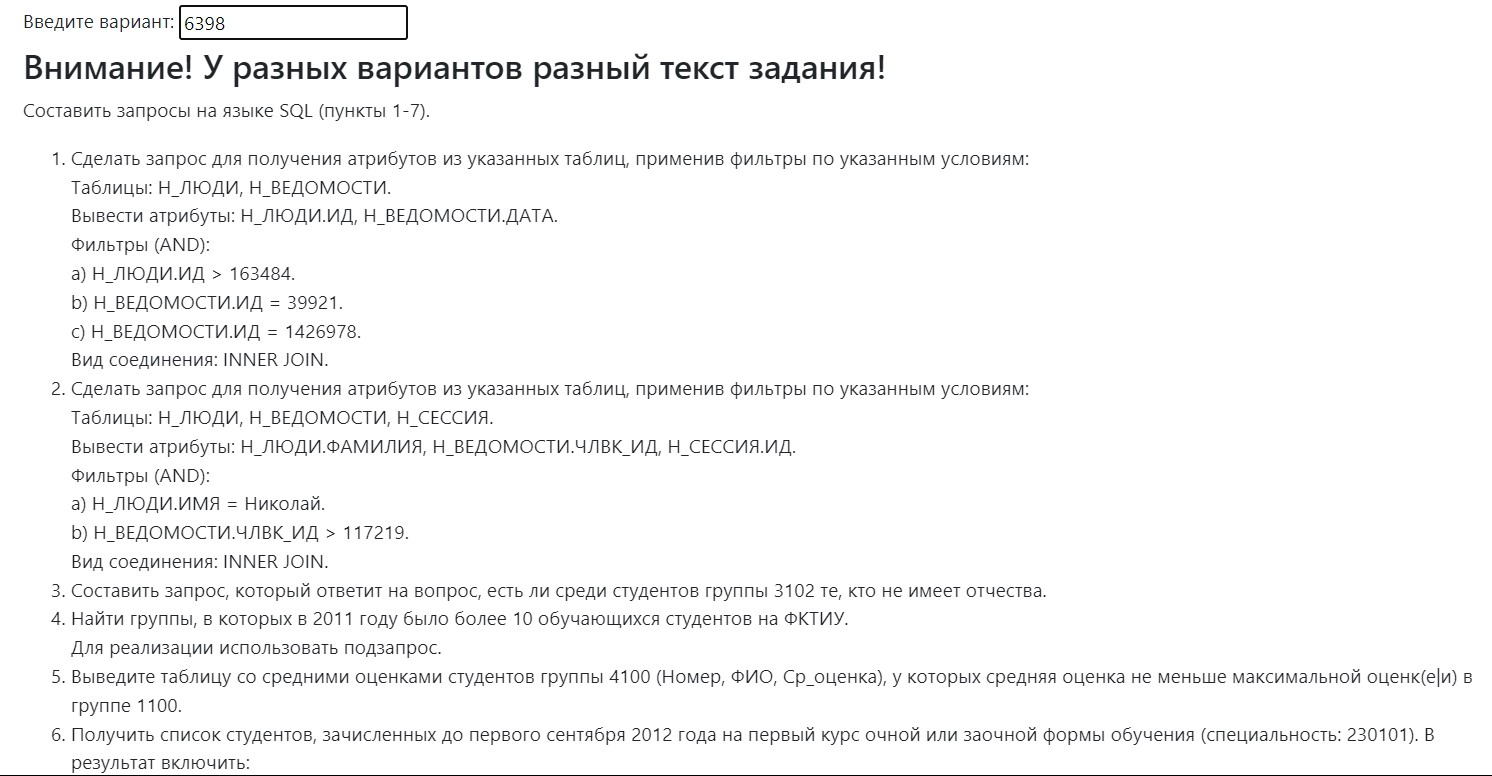 Введите вариант: 6398
Внимание! У разных вариантов разный текст задания!
Составить запросы на языке SQL (пункты 1-7).
1. Сделать запрос для получения атрибутов из указанных таблиц, применив фильтры по указанным условиям:
Таблицы: Н_ЛЮДИ, Н_ВЕДОМОСТИ.
Вывести атрибуты: Н_ЛЮДИ.ИД, Н_ВЕДОМОСТИ.ДАТА.
Фильтры (AND):
a) Н_ЛЮДИ.ИД > 163484.
b) Н_ВЕДОМОСТИ.ИД = 39921.
c) Н_ВЕДОМОСТИ.ИД = 1426978.
Вид соединения: INNER JOIN.
2. Сделать запрос для получения атрибутов из указанных таблиц, применив фильтры по указанным условиям:
Таблицы: Н_ЛЮДИ, Н_ВЕДОМОСТИ, Н_СЕССИЯ.
Вывести атрибуты: Н_ЛЮДИ.ФАМИЛИЯ, Н_ВЕДОМОСТИ.ЧЛВК_ИД, Н_СЕССИЯ.ИД.
Фильтры (AND):
a) Н_ЛЮДИ.ИМЯ = Николай.
b) Н_ВЕДОМОСТИ.ЧЛВК_ИД > 117219.
Вид соединения: INNER JOIN.
3. Составить запрос, который ответит на вопрос, есть ли среди студентов группы 3102 те, кто не имеет отчества.
4. Найти группы, в которых в 2011 году было более 10 обучающихся студентов на ФКТИУ.
Для реализации использовать подзапрос.
5. Выведите таблицу со средними оценками студентов группы 4100 (Номер, ФИО, Ср_оценка), у которых средняя оценка не меньше максимальной оценк(е|и) в
группе 1100.
6. Получить список студентов, зачисленных до первого сентября 2012 года на первый курс очной или заочной формы обучения (специальность: 230101). В
результат включить: